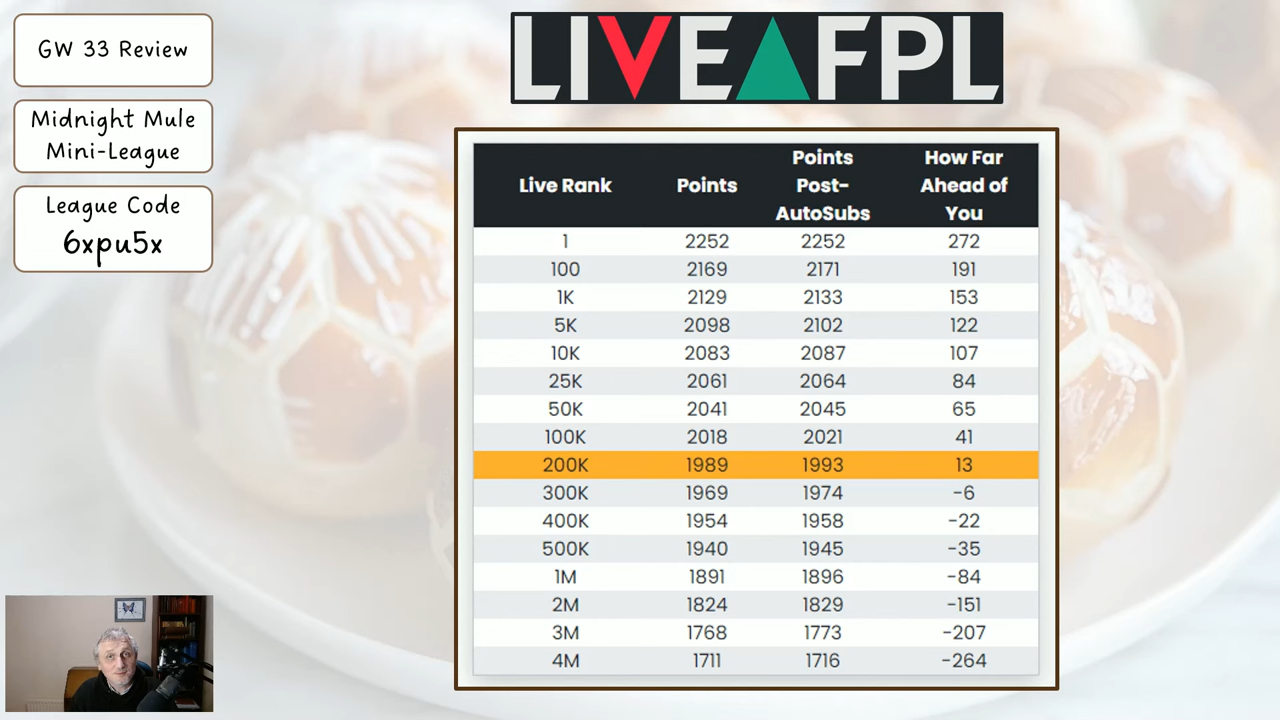 GW 33 Review
Midnight Mule
Mini-League
League Code
6xpu5x
LIVEFPL
Live Rank Points Points Post-AutoSubs How Far Ahead of You
1 2252 2252 272
100 2169 2171 191
1K 2129 2133 153
5K 2098 2102 122
10K 2083 2087 107
25K 2061 2064 84
50K 2041 2045 65
100K 2018 2021 41
200K 1989 1993 13
300K 1969 1974 -6
400K 1954 1958 -22
500K 1940 1945 -35
1M 1891 1896 -84
2M 1824 1829 -151
3M 1768 1773 -207
4M 1711 1716 -264